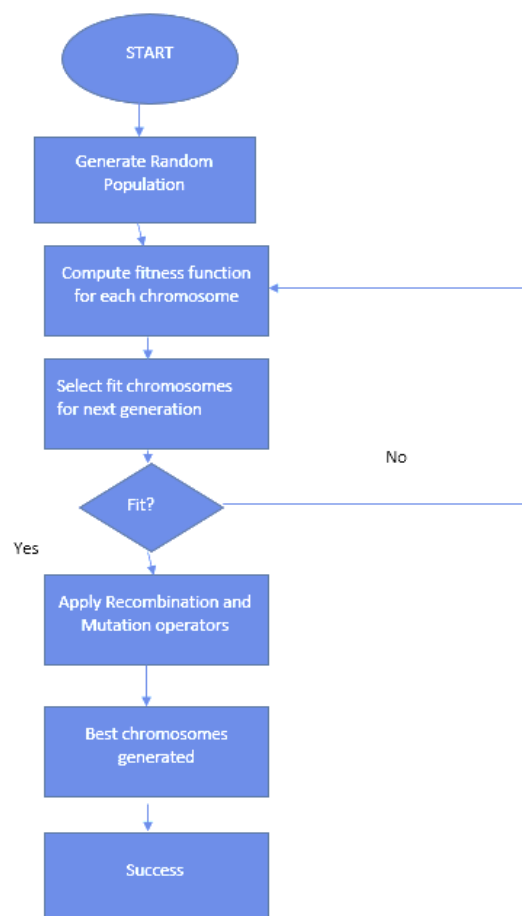 START
Generate Random
Population
Compute fitness function
for each chromosome
Select fit chromosomes
for next generation
No
Fit?
Yes
Apply Recombination and
Mutation operators
Best chromosomes
generated
Success